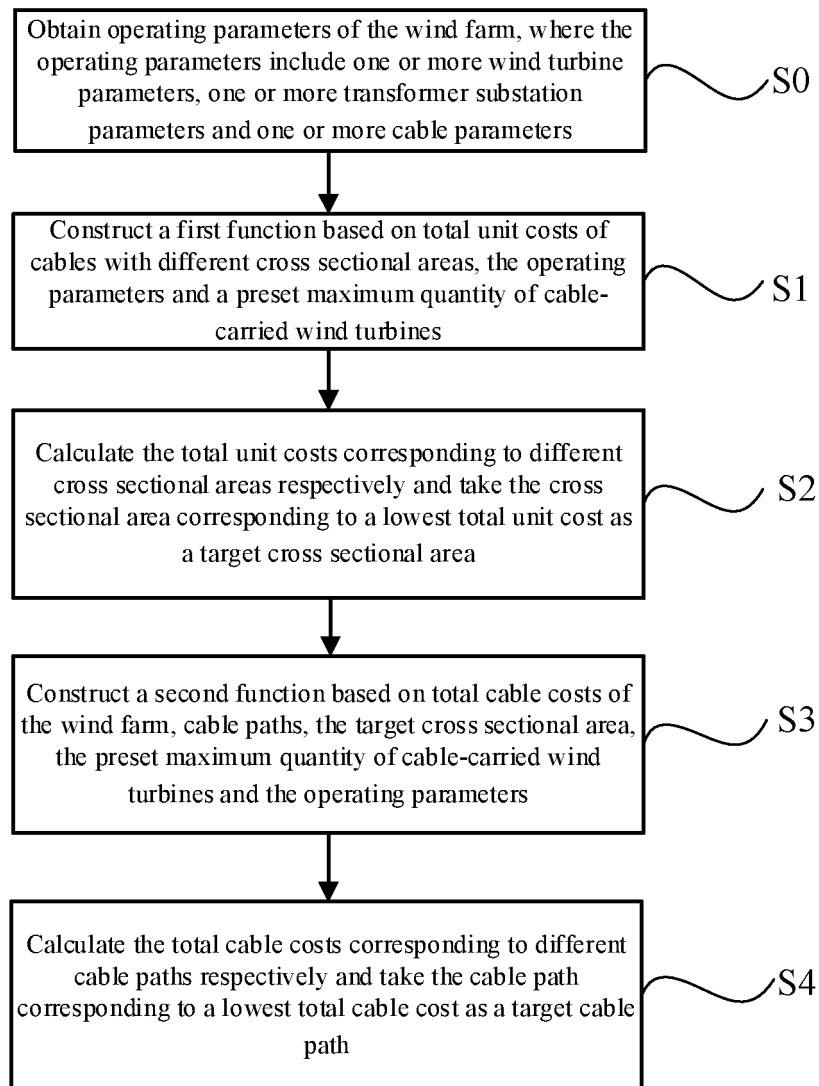 Obtain operating parameters of the wind farm, where the
operating parameters include one or more wind turbine
parameters, one or more transformer substation
parameters and one or more cable parameters
S0
Construct a first function based on total unit costs of
cables with different cross sectional areas, the operating
parameters and a preset maximum quantity of cable-
carried wind turbines
S1
Calculate the total unit costs corresponding to different
cross sectional areas respectively and take the cross
sectional area corresponding to a lowest total unit cost as
a target cross sectional area
S2
Construct a second function based on total cable costs of
the wind farm, cable paths, the target cross sectional area,
the preset maximum quantity of cable-carried wind
turbines and the operating parameters
S3
Calculate the total cable costs corresponding to different
cable paths respectively and take the cable path
corresponding to a lowest total cable cost as a target cable
path
S4